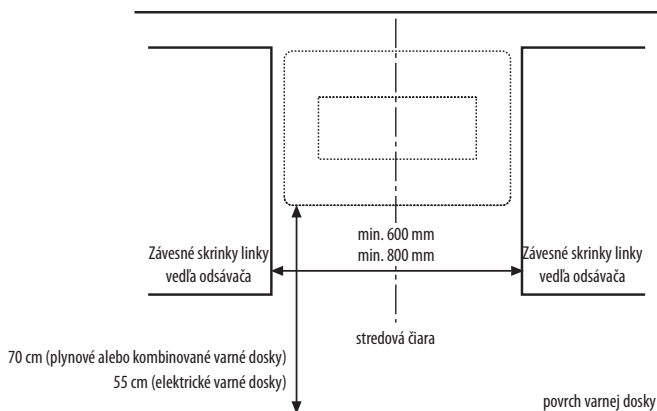 min. 600 mm
min. 800 mm
Závesné skrinky linky
vedľa odsávača
Závesné skrinky linky
vedľa odsávača
stredová čiara
70 cm (plynové alebo kombinované varné dosky)
55 cm (elektrické varné dosky)
povrch varnej dosky